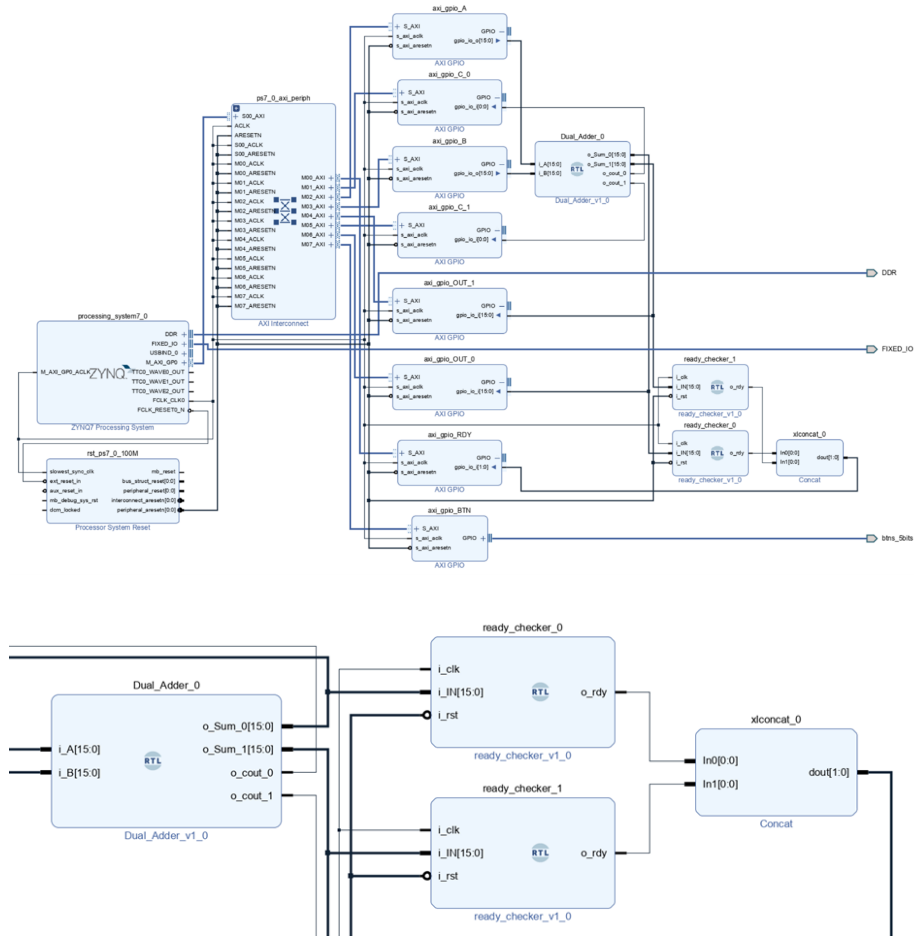 axi_gpio_A
S_AXI
s_axi_aclk
s_axi_aresetn
GPIO
gpio_io_o[15:0]
AXI GPIO
axi_gpio_C_0
S_AXI
s_axi_aclk
s_axi_aresetn
GPIO
gpio_io_i[0:0]
AXI GPIO
ps7_0_axi_periph
S00_AXI
ACLK
ARESETN
S00_ACLK
S00_ARESETN
M00_ACLK
M00_ARESETN
M01_ACLK
M01_ARESETN
M02_ACLK
M02_ARESETN
M03_ACLK
M03_ARESETN
M04_ACLK
M04_ARESETN
M05_ACLK
M05_ARESETN
M06_ACLK
M06_ARESETN
M07_ACLK
M07_ARESETN
M00_AXI
M01_AXI
M02_AXI
M03_AXI
M04_AXI
M05_AXI
M06_AXI
M07_AXI
AXI Interconnect
axi_gpio_B
S_AXI
s_axi_aclk
s_axi_aresetn
GPIO
gpio_io_o[15:0]
AXI GPIO
Dual_Adder_0
i_A[15:0]
i_B[15:0]
RTL
o_Sum_0[15:0]
o_Sum_1[15:0]
o_cout_0
o_cout_1
Dual_Adder_v1_0
axi_gpio_C_1
S_AXI
s_axi_aclk
s_axi_aresetn
GPIO
gpio_io_i[0:0]
AXI GPIO
DDR
axi_gpio_OUT_1
S_AXI
s_axi_aclk
s_axi_aresetn
GPIO
gpio_io_i[15:0]
AXI GPIO
processing_system7_0
M_AXI_GP0_ACLK
ZYNQ
DDR
FIXED_IO
USBIND_0
M_AXI_GP0
TTC0_WAVE0_OUT
TTC0_WAVE1_OUT
TTC0_WAVE2_OUT
FCLK_CLK0
FCLK_RESET0_N
ZYNQ7 Processing System
FIXED_IO
axi_gpio_OUT_0
S_AXI
s_axi_aclk
s_axi_aresetn
GPIO
gpio_io_i[15:0]
AXI GPIO
ready_checker_1
i_clk
i_IN[15:0]
i_rst
RTL
o_rdy
ready_checker_v1_0
ready_checker_0
i_clk
i_IN[15:0]
i_rst
RTL
o_rdy
ready_checker_v1_0
xlconcat_0
In0[0:0]
In1[0:0]
dout[1:0]
Concat
axi_gpio_RDY
S_AXI
s_axi_aclk
s_axi_aresetn
GPIO
gpio_io_i[1:0]
AXI GPIO
rst_ps7_0_100M
slowest_sync_clk
ext_reset_in
aux_reset_in
mb_debug_sys_rst
dcm_locked
mb_reset
bus_struct_reset[0:0]
peripheral_reset[0:0]
interconnect_aresetn[0:0]
peripheral_aresetn[0:0]
Processor System Reset
axi_gpio_BTN
S_AXI
s_axi_aclk
s_axi_aresetn
GPIO
AXI GPIO
btns_5bits
Dual_Adder_0
i_A[15:0]
i_B[15:0]
RTL
o_Sum_0[15:0]
o_Sum_1[15:0]
o_cout_0
o_cout_1
Dual_Adder_v1_0
ready_checker_0
i_clk
i_IN[15:0]
i_rst
RTL
o_rdy
ready_checker_v1_0
ready_checker_1
i_clk
i_IN[15:0]
i_rst
RTL
o_rdy
ready_checker_v1_0
xlconcat_0
In0[0:0]
In1[0:0]
dout[1:0]
Concat